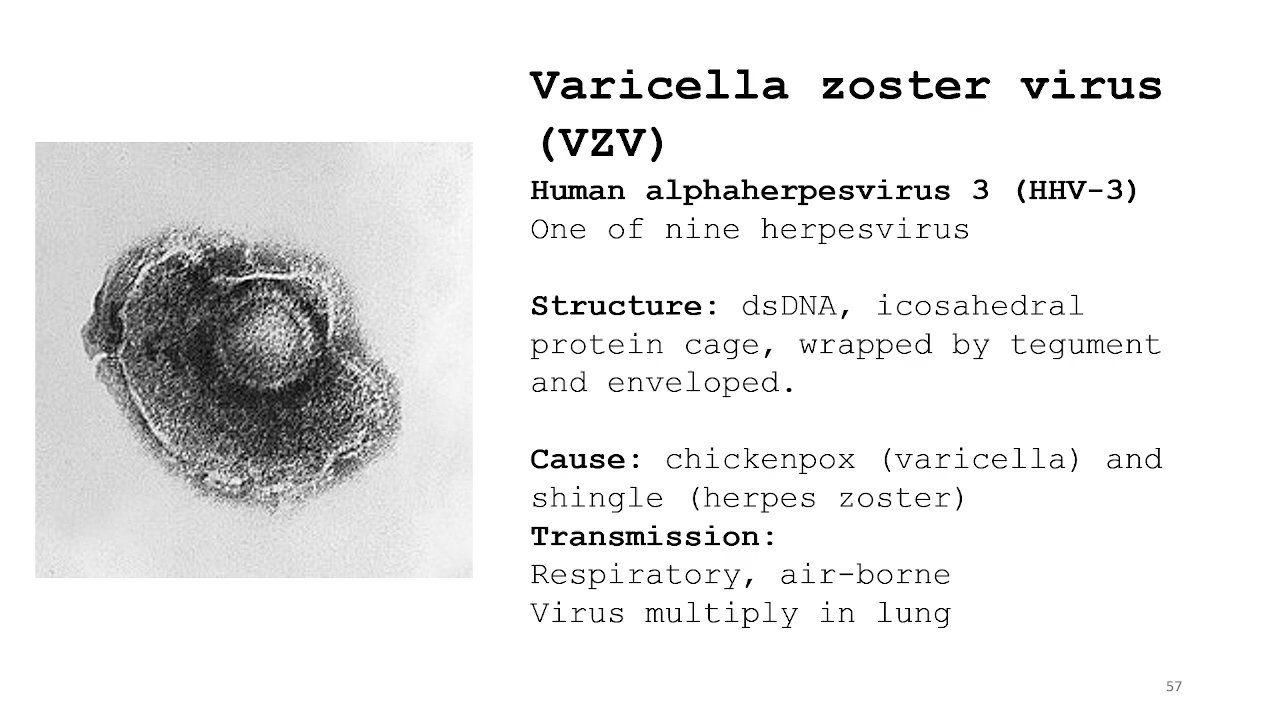 Varicella zoster virus
(VZV)
Human alphaherpesvirus 3 (HHV-3)
One of nine herpesvirus
Structure: dsDNA, icosahedral
protein cage, wrapped by tegument
and enveloped.
Cause: chickenpox (varicella) and
shingle (herpes zoster)
Transmission:
Respiratory, air-borne
Virus multiply in lung
57